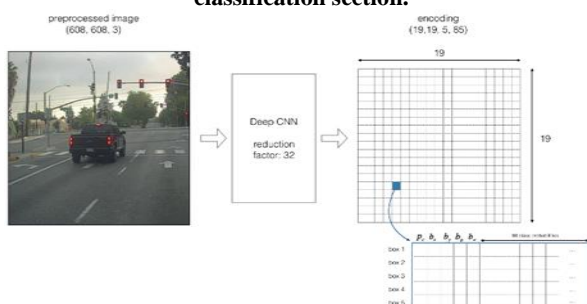 classification section.
preprocessed image
(608, 608, 3)
encoding
(19,19, 5, 85)
19
Deep CNN
reduction
factor: 32
19
box 1
box 2
box 3
box 4
box 5